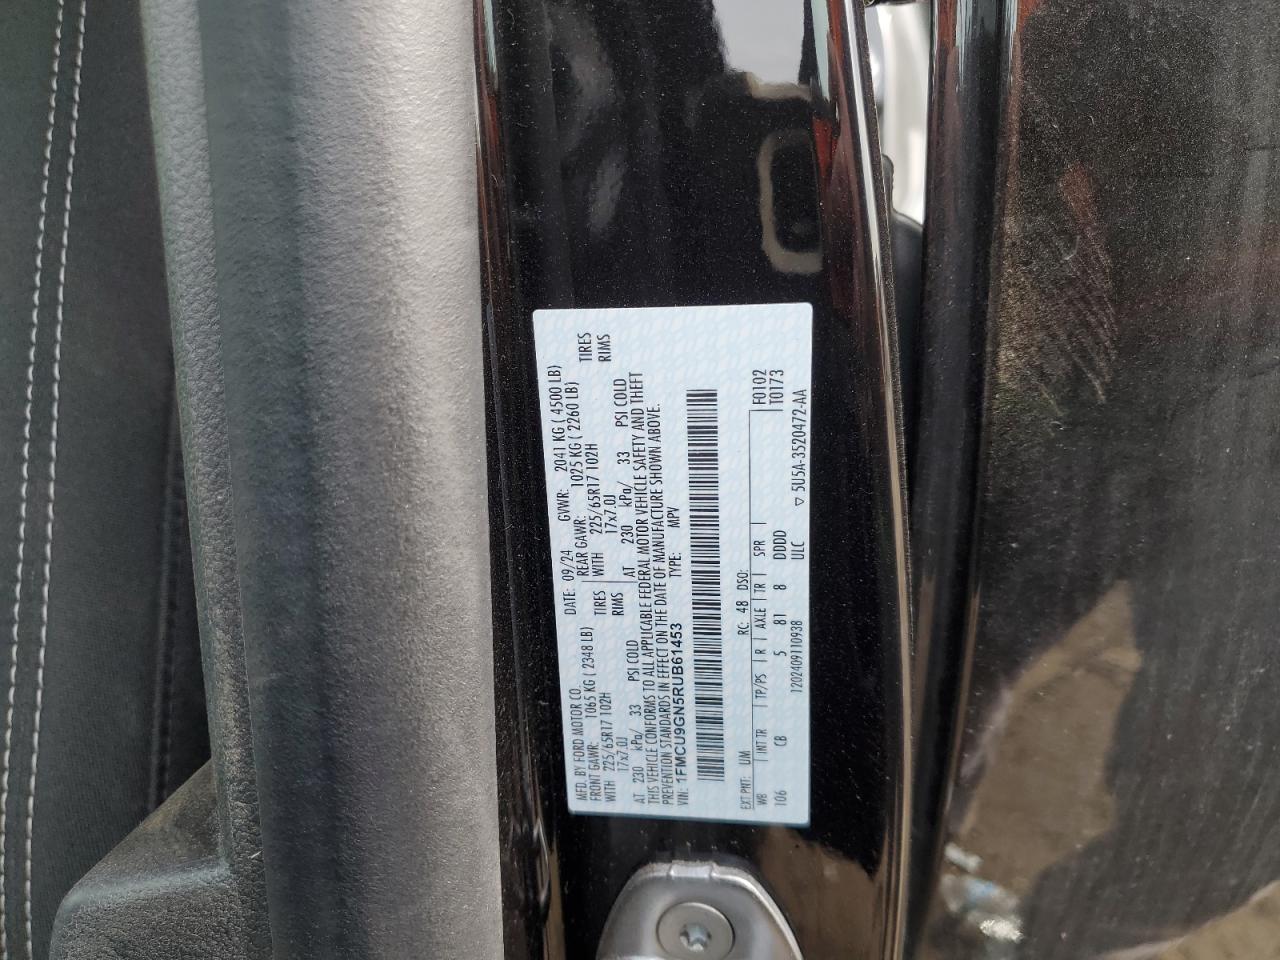 MFD. BY FORD MOTOR CO. DATE: 09/24 GVWR: 2041 KG ( 4500 LB)
FRONT GAWR: 1065 KG ( 2348 LB) REAR GAWR: 1025 KG ( 2260 LB)
WITH 225/65R17 102H TIRES WITH 225/65R17 102H TIRES
17x7.0J RIMS 17x7.0J RIMS
AT 230 kPa/ 33 PSI COLD AT 230 kPa/ 33 PSI COLD
THIS VEHICLE CONFORMS TO ALL APPLICABLE FEDERAL MOTOR VEHICLE SAFETY AND THEFT
PREVENTION STANDARDS IN EFFECT ON THE DATE OF MANUFACTURE SHOWN ABOVE.
VIN: 1FMCU9GN5RUB61453 TYPE: MPV
EXT PNT: UM RC: 48 DSO:
WB INT TR TP/PS R AXLE TR SPR F0102
106 CB 5 81 8 DDDD T0173
1202409110938 ULC ▽ 5U5A-3520472-AA